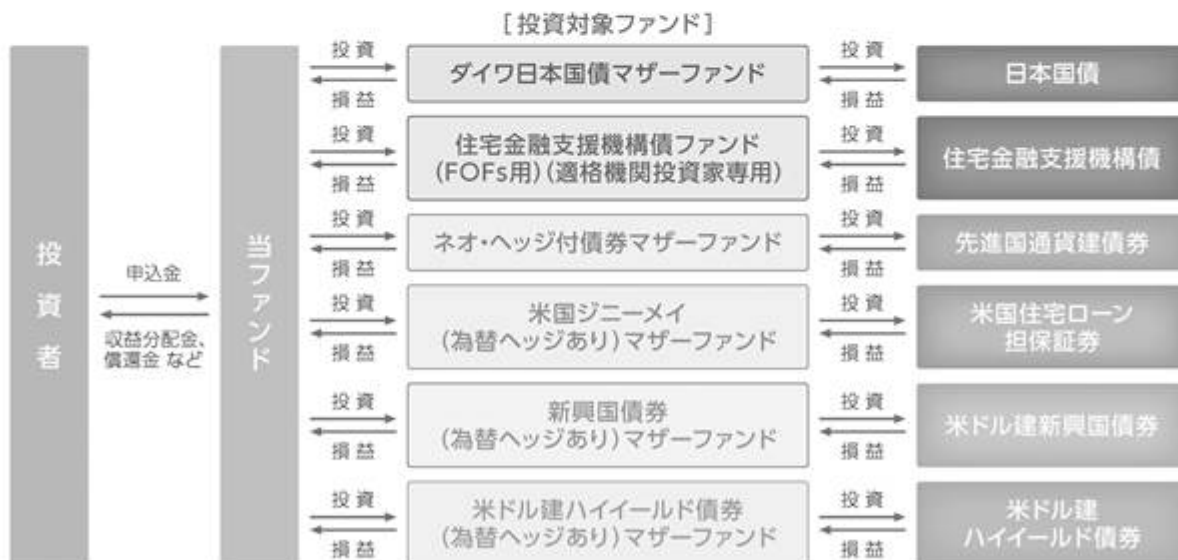 [投資対象ファンド]
投資者
申込金
収益分配金、
償還金 など
当ファンド
投資
損益
ダイワ日本国債マザーファンド
投資
損益
日本国債
投資
損益
住宅金融支援機構債ファンド
(FOFs用)(適格機関投資家専用)
投資
損益
住宅金融支援機構債
投資
損益
ネオ・ヘッジ付債券マザーファンド
投資
損益
先進国通貨建債券
投資
損益
米国ジニーメイ
(為替ヘッジあり)マザーファンド
投資
損益
米国住宅ローン
担保証券
投資
損益
新興国債券
(為替ヘッジあり)マザーファンド
投資
損益
米ドル建新興国債券
投資
損益
米ドル建ハイイールド債券
(為替ヘッジあり)マザーファンド
投資
損益
米ドル建
ハイイールド債券